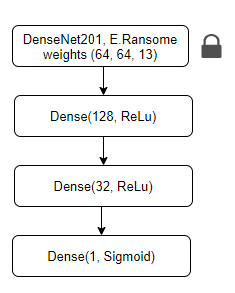 DenseNet201, E.Ransome
weights (64, 64, 13)
Dense(128, ReLu)
Dense(32, ReLu)
Dense(1, Sigmoid)